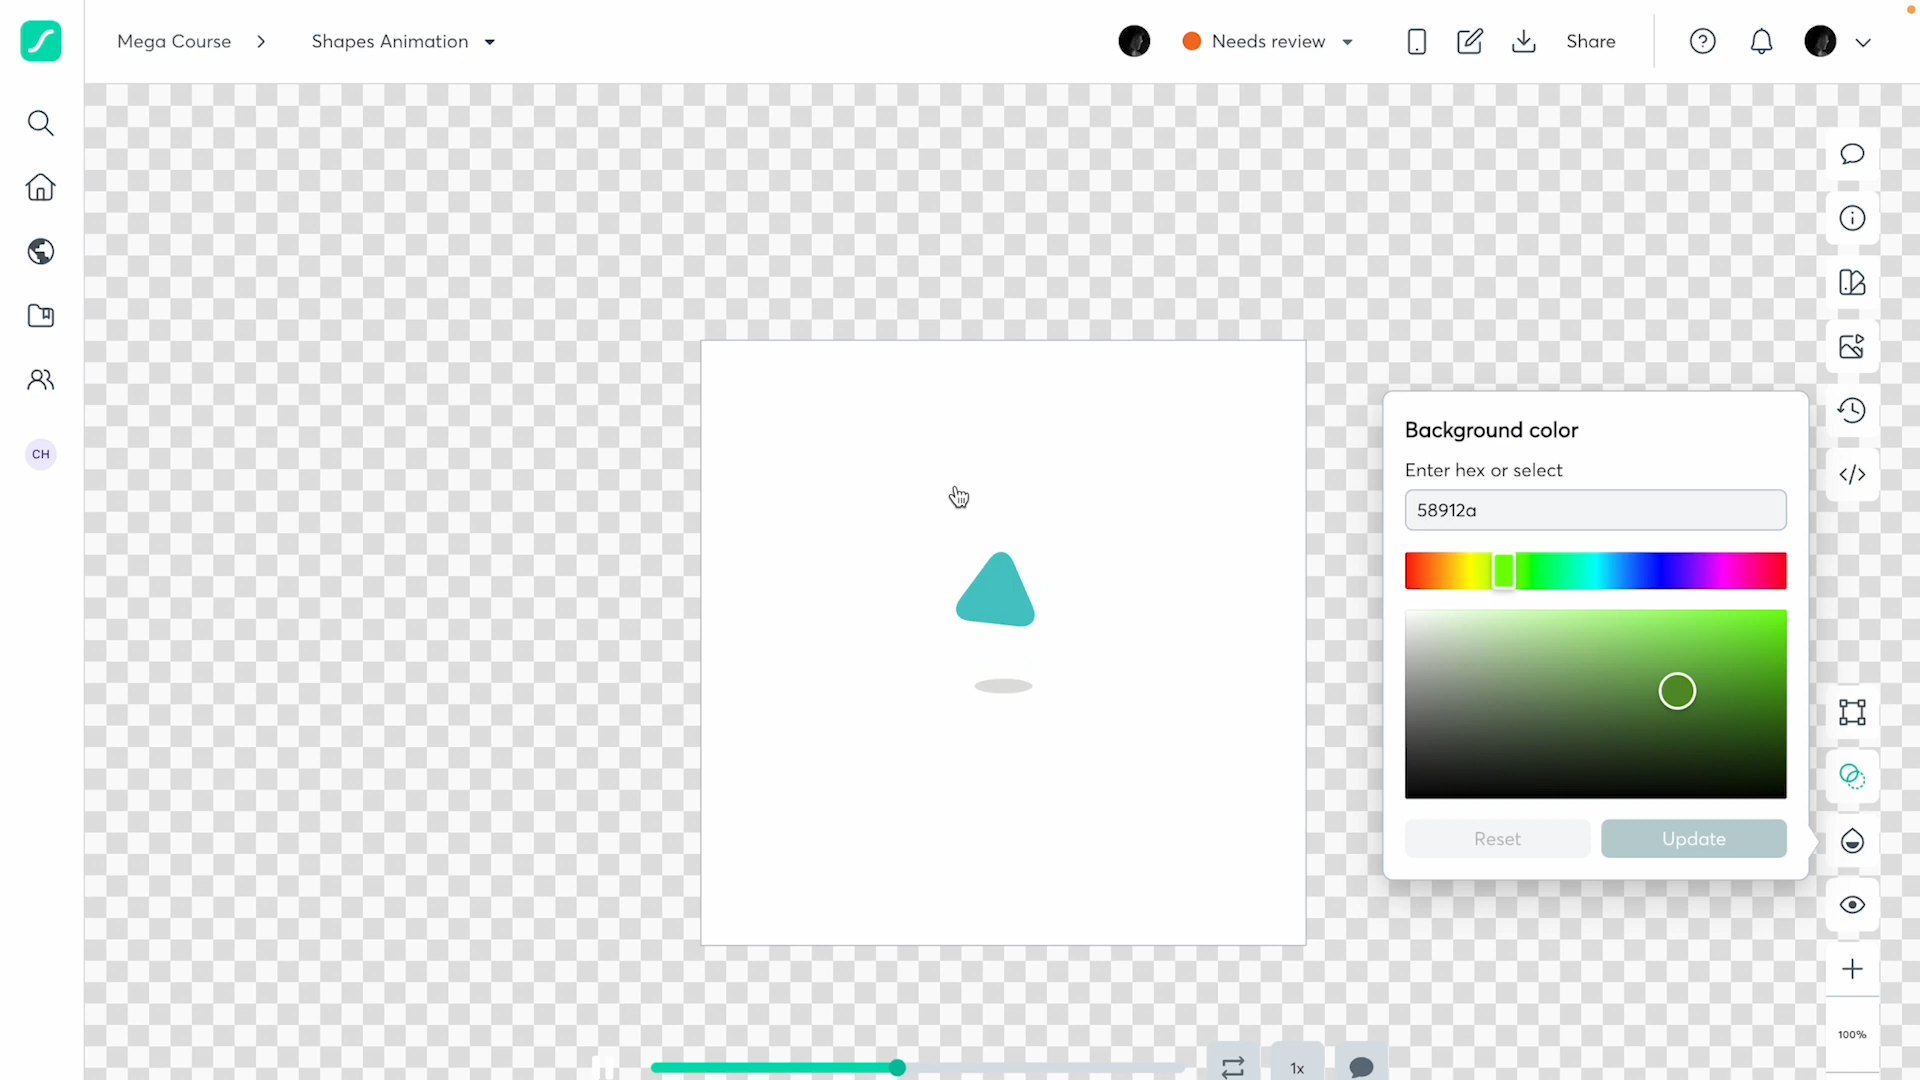 Mega Course
Shapes Animation
Needs review
Share
CH
Background color
Enter hex or select
58912a
Reset
Update
100%
1x